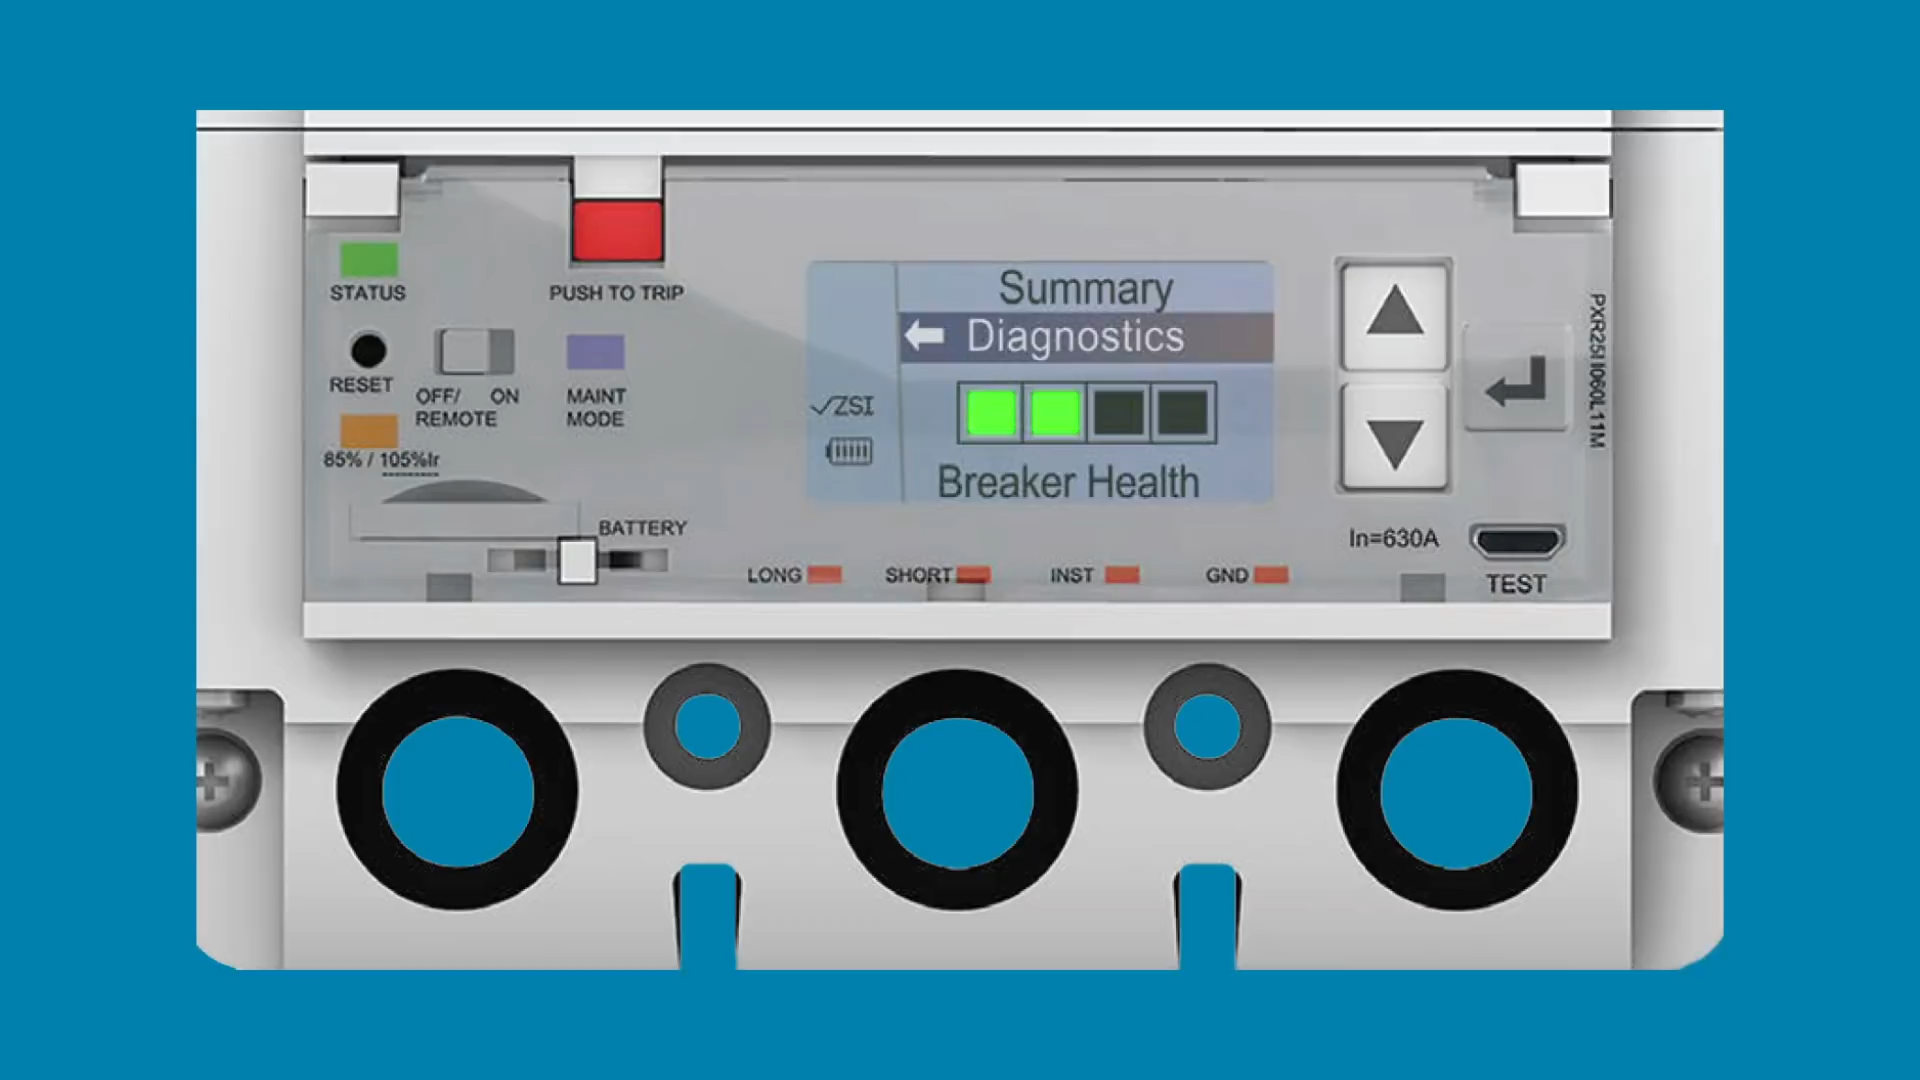 Summary
Diagnostics
Breaker Health
✓ZSI
STATUS
PUSH TO TRIP
RESET
OFF/ ON
REMOTE
MAINT
MODE
85% / 105%Ir
BATTERY
LONG
SHORT
INST
GND
In=630A
TEST